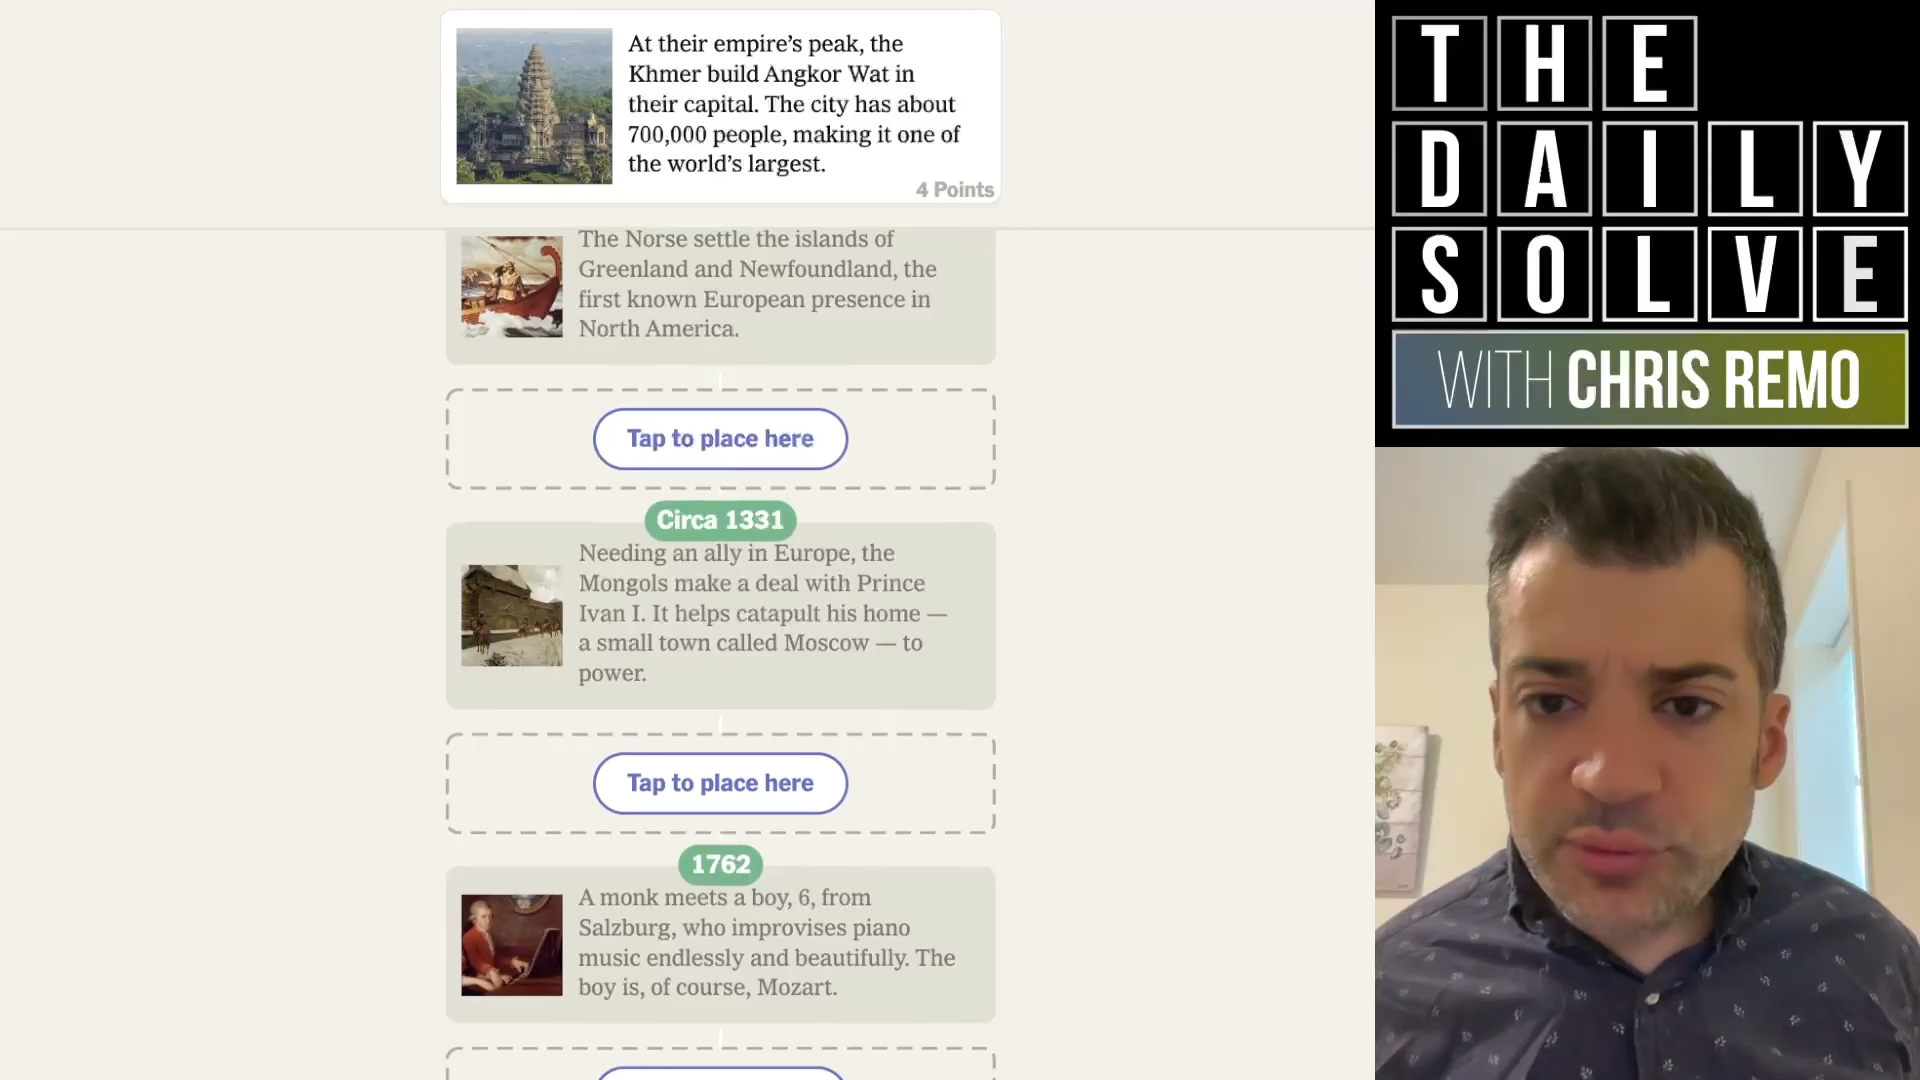 At their empire’s peak, the
Khmer build Angkor Wat in
their capital. The city has about
700,000 people, making it one of
the world’s largest.
4 Points
The Norse settle the islands of
Greenland and Newfoundland, the
first known European presence in
North America.
Tap to place here
Circa 1331
Needing an ally in Europe, the
Mongols make a deal with Prince
Ivan I. It helps catapult his home —
a small town called Moscow — to
power.
Tap to place here
1762
A monk meets a boy, 6, from
Salzburg, who improvises piano
music endlessly and beautifully. The
boy is, of course, Mozart.
THE
DAILY
SOLVE
WITH CHRIS REMO